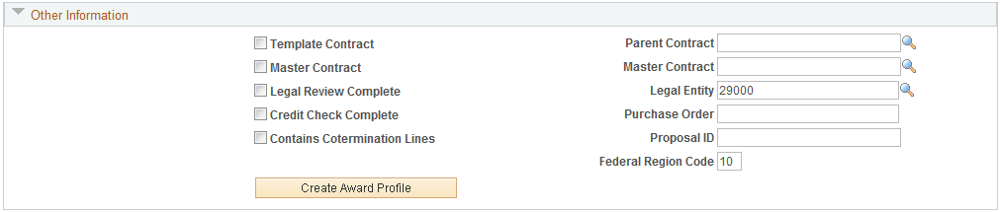 Other Information
Template Contract
Parent Contract
Master Contract
Master Contract
Legal Review Complete
Legal Entity 29000
Credit Check Complete
Purchase Order
Contains Cotermination Lines
Proposal ID
Federal Region Code 10
Create Award Profile